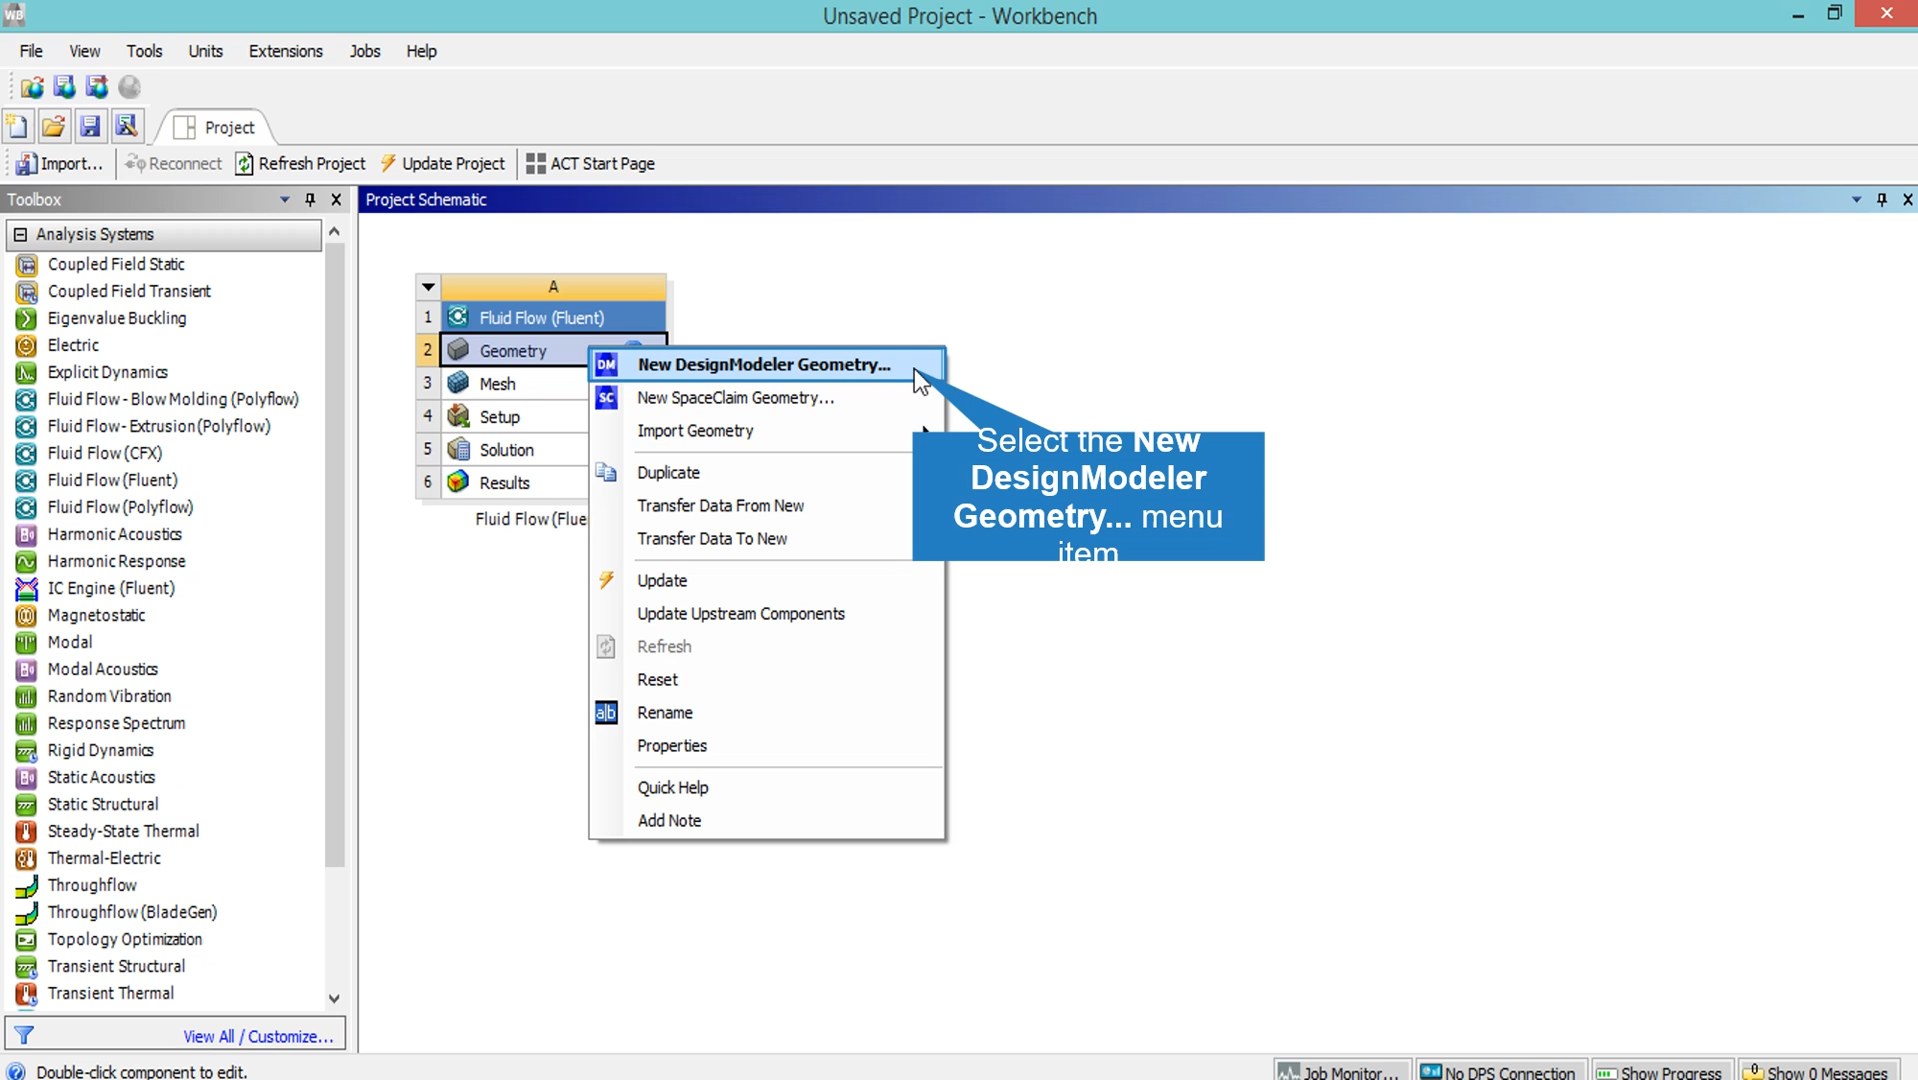 WB
Unsaved Project - Workbench
File View Tools Units Extensions Jobs Help
Project
Import... Reconnect Refresh Project Update Project ACT Start Page
Toolbox
Project Schematic
Analysis Systems
Coupled Field Static
Coupled Field Transient
Eigenvalue Buckling
Electric
Explicit Dynamics
Fluid Flow - Blow Molding (Polyflow)
Fluid Flow - Extrusion (Polyflow)
Fluid Flow (CFX)
Fluid Flow (Fluent)
Fluid Flow (Polyflow)
Harmonic Acoustics
Harmonic Response
IC Engine (Fluent)
Magnetostatic
Modal
Modal Acoustics
Random Vibration
Response Spectrum
Rigid Dynamics
Static Acoustics
Static Structural
Steady-State Thermal
Thermal-Electric
Throughflow
Throughflow (BladeGen)
Topology Optimization
Transient Structural
Transient Thermal
View All / Customize...
A
1 Fluid Flow (Fluent)
2 Geometry
3 Mesh
4 Setup
5 Solution
6 Results
Fluid Flow (Flue
DM New DesignModeler Geometry...
SC New SpaceClaim Geometry...
Import Geometry
Duplicate
Transfer Data From New
Transfer Data To New
Update
Update Upstream Components
Refresh
Reset
a|b Rename
Properties
Quick Help
Add Note
Select the New
DesignModeler
Geometry... menu
item
Double-click component to edit.
Job Monitor... No DPS Connection Show Progress Show 0 Messages